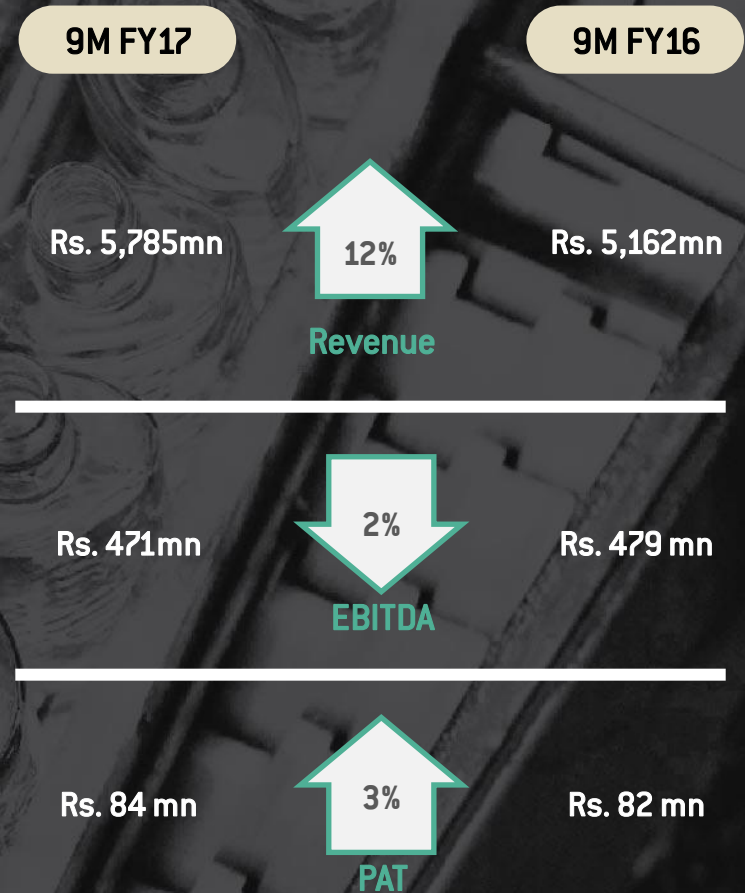 9M FY17
9M FY16
Rs. 5,785mn
12%
Rs. 5,162mn
Revenue
Rs. 471mn
2%
Rs. 479 mn
EBITDA
Rs. 84 mn
3%
Rs. 82 mn
PAT